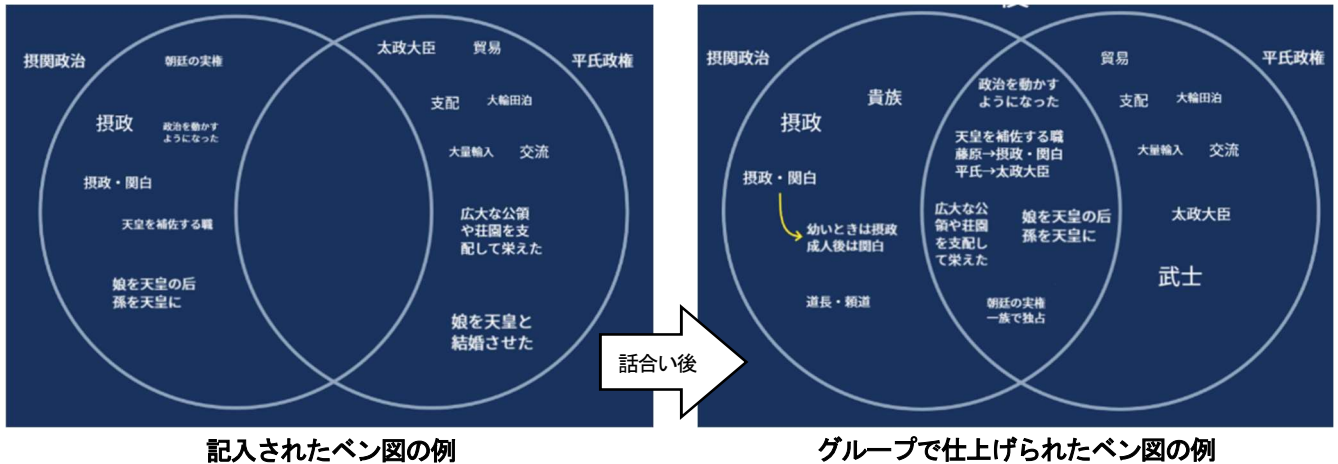 摂関政治
朝廷の実権
摂政
政治を動かす
ようになった
摂政・関白
天皇を補佐する職
娘を天皇の后
孫を天皇に
太政大臣
貿易
平氏政権
支配
大輪田泊
大量輸入
交流
広大な公領
や荘園を支
配して栄えた
娘を天皇と
結婚させた
記入されたベン図の例
話合い後
摂関政治
貴族
摂政
摂政・関白
幼いときは摂政
成人後は関白
道長・頼道
政治を動かす
ようになった
天皇を補佐する職
藤原→摂政・関白
平氏→太政大臣
広大な公
領や荘園
を支配し
て栄えた
娘を天皇の后
孫を天皇に
朝廷の実権
一族で独占
貿易
平氏政権
支配
大輪田泊
大量輸入
交流
太政大臣
武士
グループで仕上げられたベン図の例